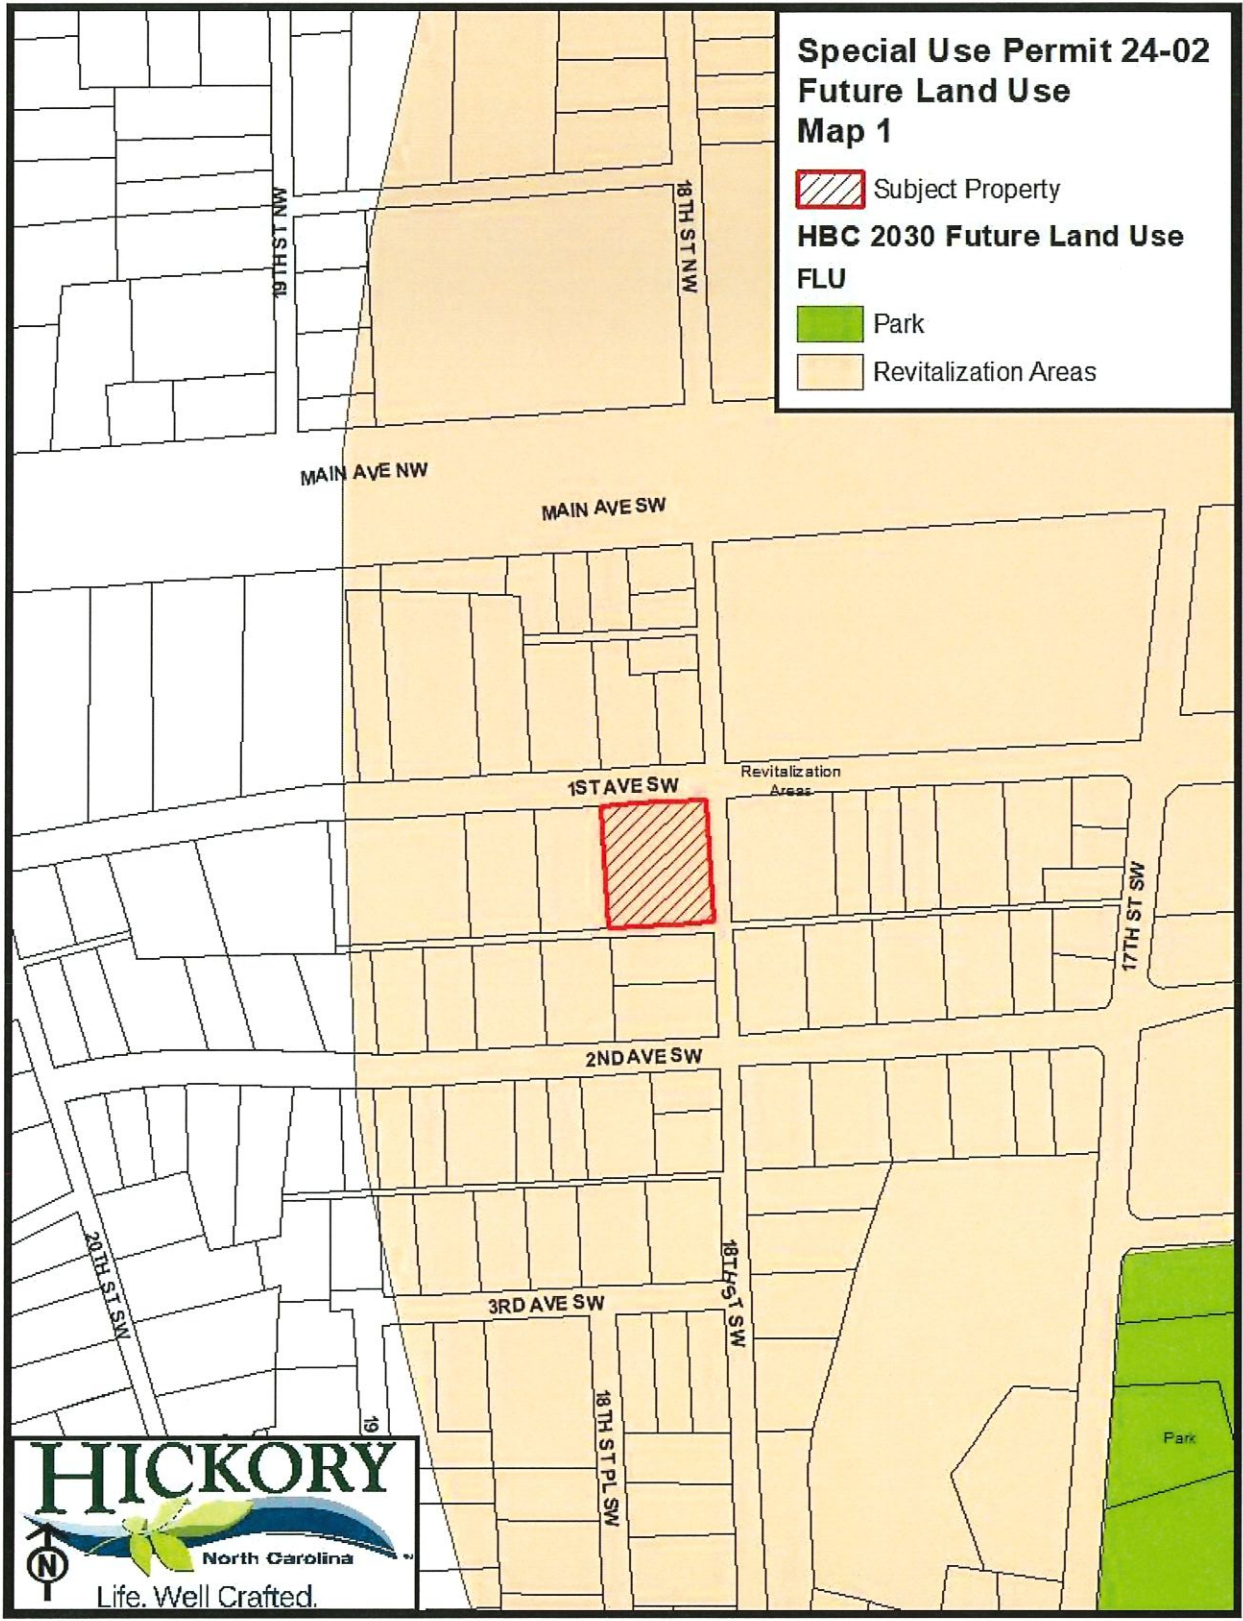 Special Use Permit 24-02
Future Land Use
Map 1
Subject Property
HBC 2030 Future Land Use
FLU
Park
Revitalization Areas
19TH ST NW
18TH ST NW
MAIN AVE NW
MAIN AVE SW
1ST AVE SW
Revitalization
Areas
17TH ST SW
2ND AVE SW
20TH ST SW
18TH ST SW
3RD AVE SW
18TH ST PL SW
19
Park
HICKORY
North Carolina
N
Life. Well Crafted.